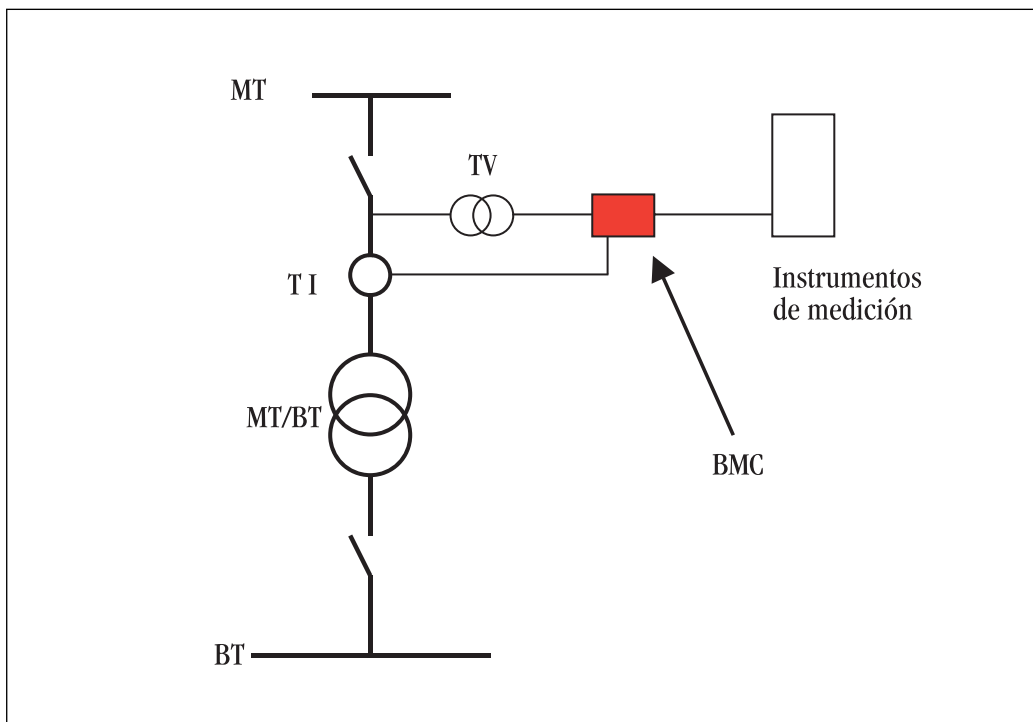 MT
TV
T I
Instrumentos
de medición
MT/BT
BMC
BT